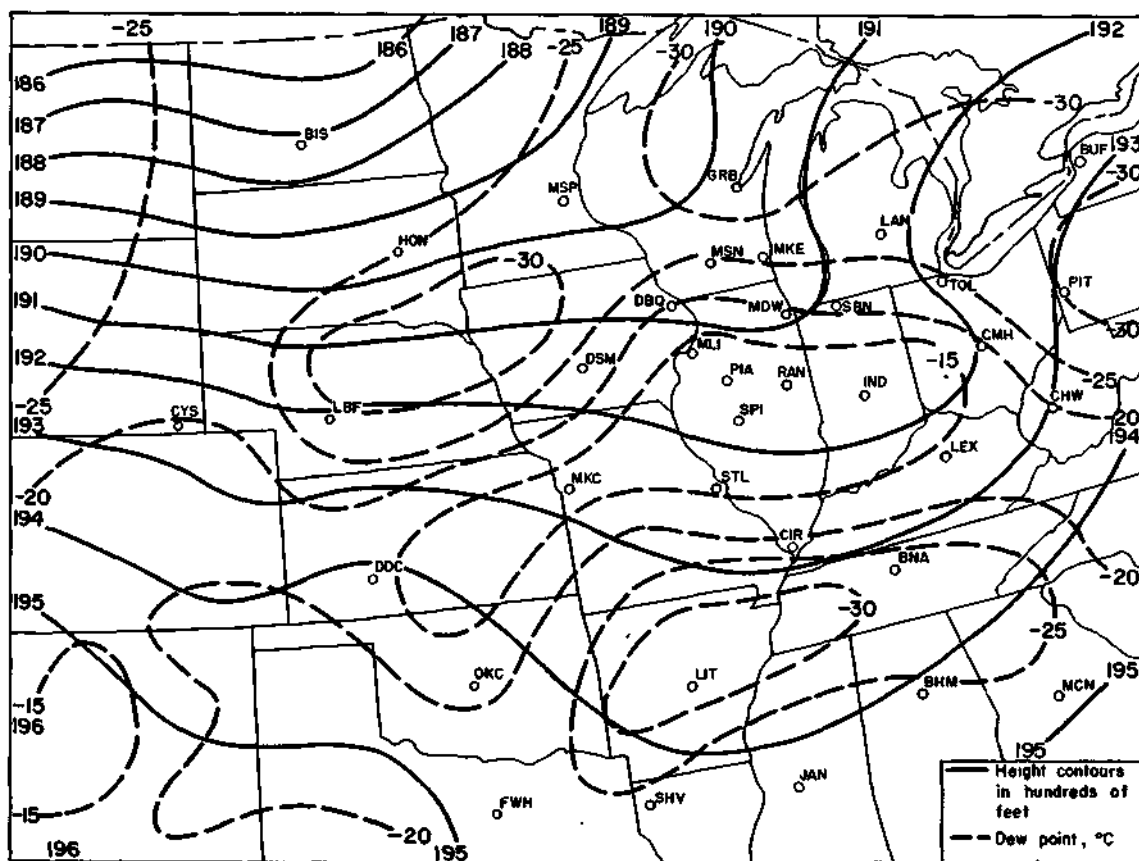 -25
186
187
188
-25
189
190
191
192
186
187
188
189
190
191
192
-25
193
-20
194
195
-15
196
-15
196
-30
-30
193
-30
-30
-30
-15
-25
-20
194
-20
-30
-25
195
195
-20
195
BIS
MSP
GRB
BUF
HON
MSN
MKE
LAN
TOL
PIT
DBQ
MDW
SBN
CMH
DSM
MLI
PIA
RAN
IND
CYS
LBF
SPI
CHW
LEX
MKC
STL
CIR
BNA
DDC
OKC
LIT
BHM
MCN
FWH
SHV
JAN
Height contours
in hundreds of
feet
Dew point, °C